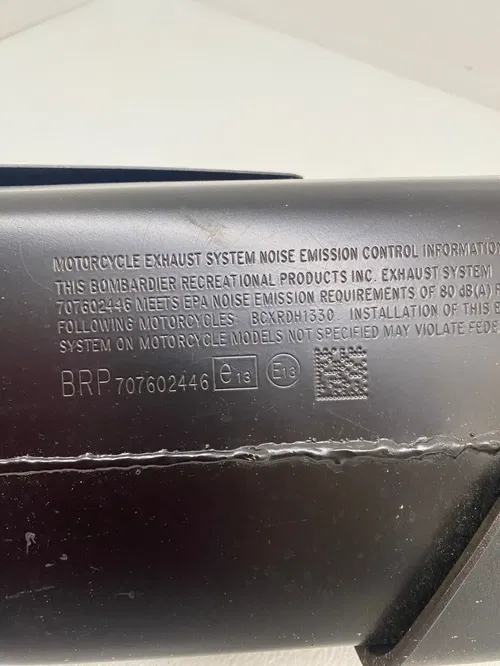 MOTORCYCLE EXHAUST SYSTEM NOISE EMISSION CONTROL INFORMATION
THIS BOMBARDIER RECREATIONAL PRODUCTS INC. EXHAUST SYSTEM
707602446 MEETS EPA NOISE EMISSION REQUIREMENTS OF 80 dB(A) F
FOLLOWING MOTORCYCLES: BCXRDH1330. INSTALLATION OF THIS E
SYSTEM ON MOTORCYCLE MODELS NOT SPECIFIED MAY VIOLATE FEDE
BRP 707602446 e13 E13